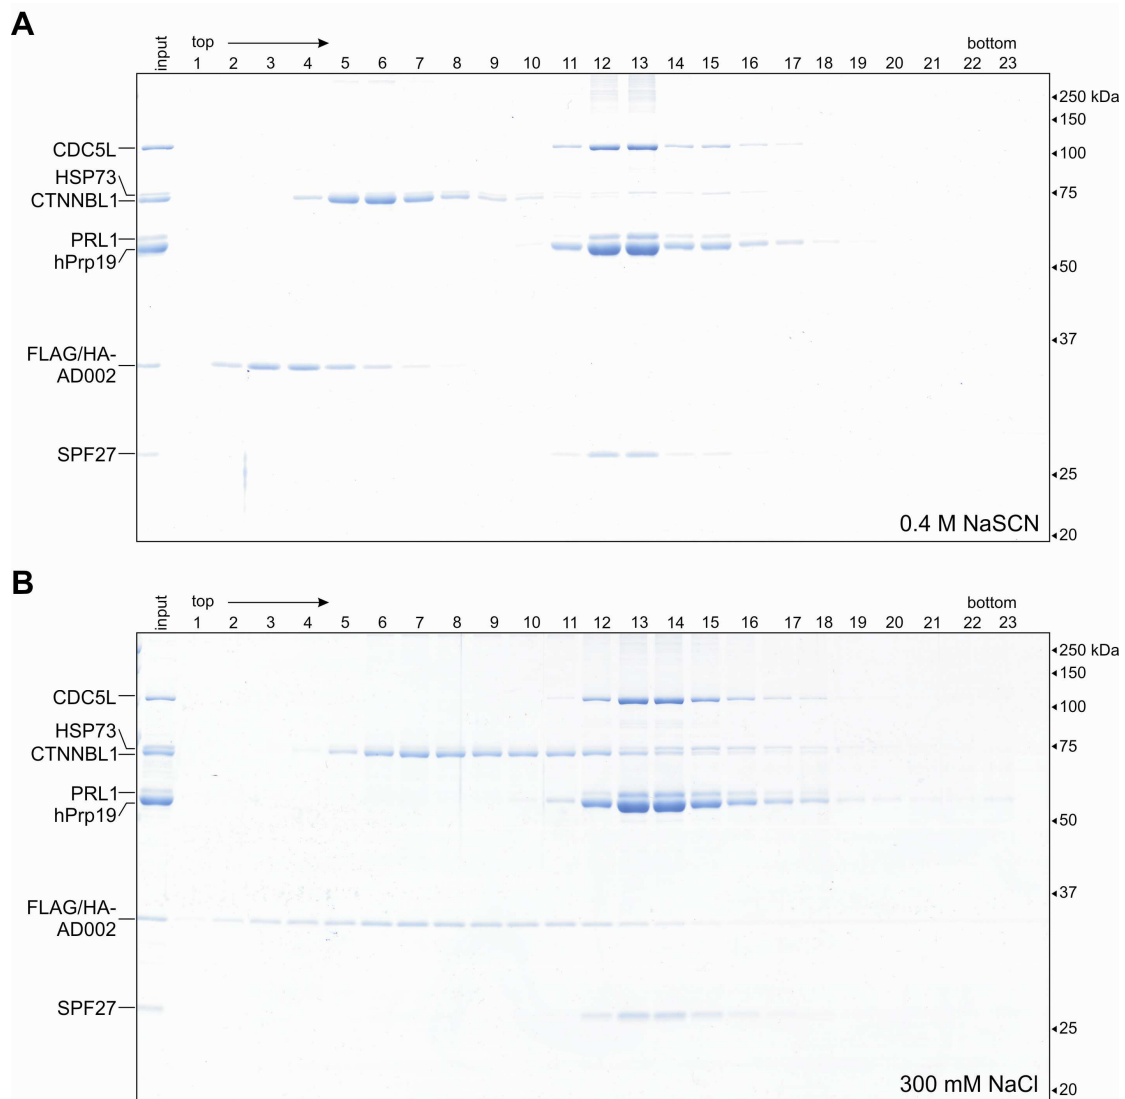 A
input top bottom
1 2 3 4 5 6 7 8 9 10 11 12 13 14 15 16 17 18 19 20 21 22 23
250 kDa
150
CDC5L
100
HSP73
75
CTNNBL1
PRL1
hPrp19
50
37
FLAG/HA-
AD002
SPF27
25
0.4 M NaSCN
20
B
input top bottom
1 2 3 4 5 6 7 8 9 10 11 12 13 14 15 16 17 18 19 20 21 22 23
250 kDa
150
CDC5L
100
HSP73
75
CTNNBL1
PRL1
hPrp19
50
37
FLAG/HA-
AD002
SPF27
25
300 mM NaCl
20